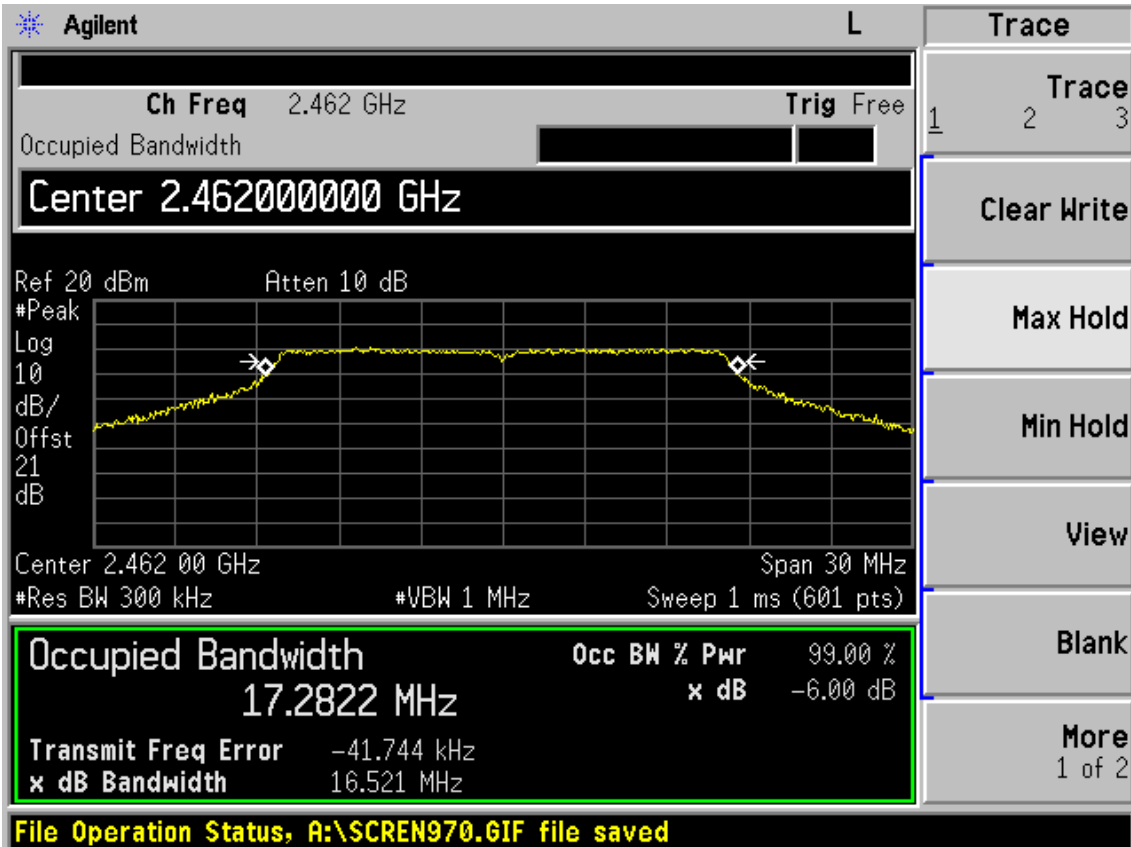 Agilent L Trace
Ch Freq 2.462 GHz Trig Free
Occupied Bandwidth
Center 2.462000000 GHz
Ref 20 dBm Atten 10 dB
#Peak
Log
10
dB/
Offst
21
dB
Center 2.462 00 GHz Span 30 MHz
#Res BW 300 kHz #VBW 1 MHz Sweep 1 ms (601 pts)
Occupied Bandwidth Occ BW % Pwr 99.00 %
17.2822 MHz x dB -6.00 dB
Transmit Freq Error -41.744 kHz
x dB Bandwidth 16.521 MHz
File Operation Status, A:\SCREN970.GIF file saved
Trace
1 2 3
Clear Write
Max Hold
Min Hold
View
Blank
More
1 of 2